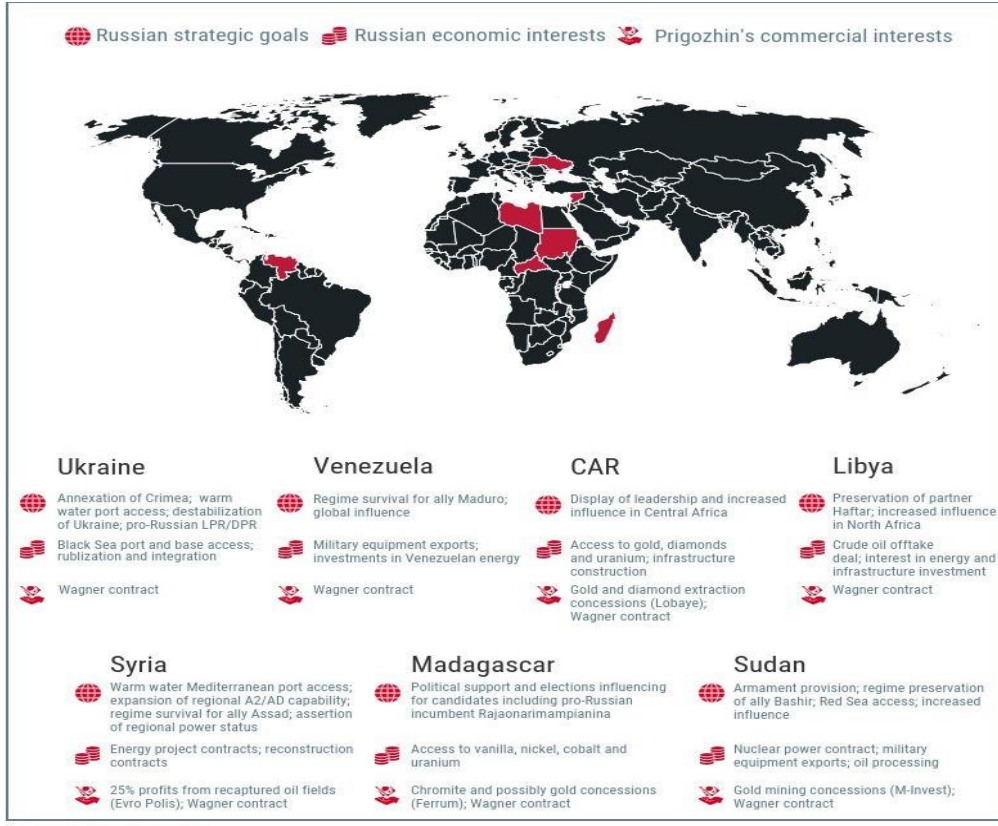 Russian strategic goals Russian economic interests Prigozhin's commercial interests
Ukraine
Annexation of Crimea; warm
water port access; destabilization
of Ukraine; pro-Russian LPR/DPR
Black Sea port and base access;
rublization and integration
Wagner contract
Venezuela
Regime survival for ally Maduro;
global influence
Military equipment exports;
investments in Venezuelan energy
Wagner contract
CAR
Display of leadership and increased
influence in Central Africa
Access to gold, diamonds
and uranium; infrastructure
construction
Gold and diamond extraction
concessions (Lobaye);
Wagner contract
Libya
Preservation of partner
Haftar; increased influence
in North Africa
Crude oil offtake
deal; interest in energy and
infrastructure investment
Wagner contract
Syria
Warm water Mediterranean port access;
expansion of regional A2/AD capability;
regime survival for ally Assad; assertion
of regional power status
Energy project contracts; reconstruction
contracts
25% profits from recaptured oil fields
(Evro Polis); Wagner contract
Madagascar
Political support and elections influencing
for candidates including pro-Russian
incumbent Rajaonarimampianina
Access to vanilla, nickel, cobalt and
uranium
Chromite and possibly gold concessions
(Ferrum); Wagner contract
Sudan
Armament provision; regime preservation
of ally Bashir; Red Sea access; increased
influence
Nuclear power contract; military
equipment exports; oil processing
Gold mining concessions (M-Invest);
Wagner contract